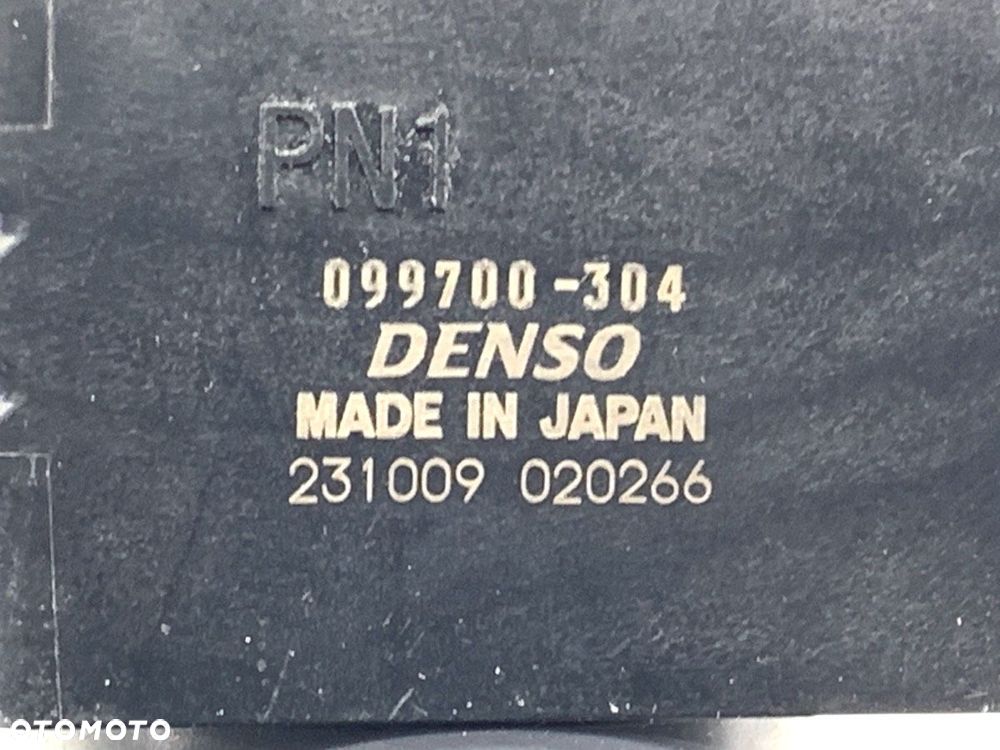 PN1
099700-304
DENSO
MADE IN JAPAN
231009 020266
OTOMOTO